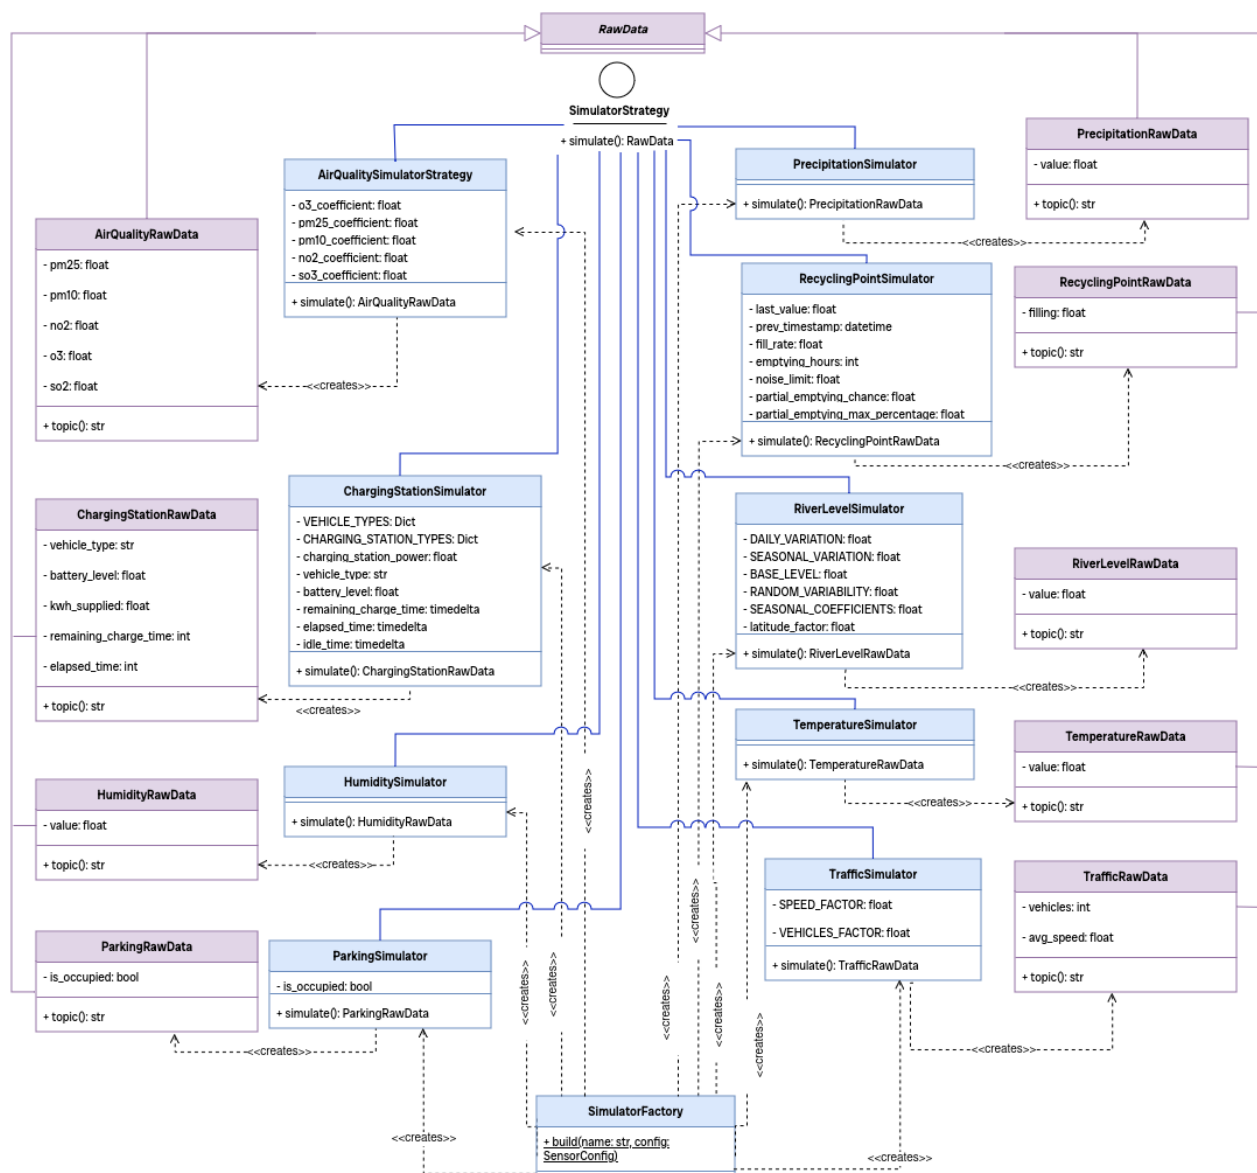 RawData
SimulatorStrategy
+ simulate(): RawData
AirQualitySimulatorStrategy
- o3_coefficient: float
- pm25_coefficient: float
- pm10_coefficient: float
- no2_coefficient: float
- so3_coefficient: float
+ simulate(): AirQualityRawData
AirQualityRawData
- pm25: float
- pm10: float
- no2: float
- o3: float
- so2: float
+ topic(): str
<<creates>>
PrecipitationSimulator
+ simulate(): PrecipitationRawData
PrecipitationRawData
- value: float
+ topic(): str
<<creates>>
RecyclingPointSimulator
- last_value: float
- prev_timestamp: datetime
- fill_rate: float
- emptying_hours: int
- noise_limit: float
- partial_emptying_chance: float
- partial_emptying_max_percentage: float
+ simulate(): RecyclingPointRawData
RecyclingPointRawData
- filling: float
+ topic(): str
<<creates>>
ChargingStationRawData
- vehicle_type: str
- battery_level: float
- kwh_supplied: float
- remaining_charge_time: int
- elapsed_time: int
+ topic(): str
ChargingStationSimulator
- VEHICLE_TYPES: Dict
- CHARGING_STATION_TYPES: Dict
- charging_station_power: float
- vehicle_type: str
- battery_level: float
- remaining_charge_time: timedelta
- elapsed_time: timedelta
- idle_time: timedelta
+ simulate(): ChargingStationRawData
<<creates>>
RiverLevelSimulator
- DAILY_VARIATION: float
- SEASONAL_VARIATION: float
- BASE_LEVEL: float
- RANDOM_VARIABILITY: float
- SEASONAL_COEFFICIENTS: float
- latitude_factor: float
+ simulate(): RiverLevelRawData
RiverLevelRawData
- value: float
+ topic(): str
<<creates>>
HumidityRawData
- value: float
+ topic(): str
HumiditySimulator
+ simulate(): HumidityRawData
<<creates>>
TemperatureSimulator
+ simulate(): TemperatureRawData
TemperatureRawData
- value: float
+ topic(): str
<<creates>>
ParkingRawData
- is_occupied: bool
+ topic(): str
ParkingSimulator
- is_occupied: bool
+ simulate(): ParkingRawData
<<creates>>
TrafficSimulator
- SPEED_FACTOR: float
- VEHICLES_FACTOR: float
+ simulate(): TrafficRawData
TrafficRawData
- vehicles: int
- avg_speed: float
+ topic(): str
<<creates>>
<<creates>>
<<creates>>
<<creates>>
<<creates>>
<<creates>>
<<creates>>
<<creates>>
SimulatorFactory
+ build(name: str, config:
SensorConfig)
<<creates>>
<<creates>>